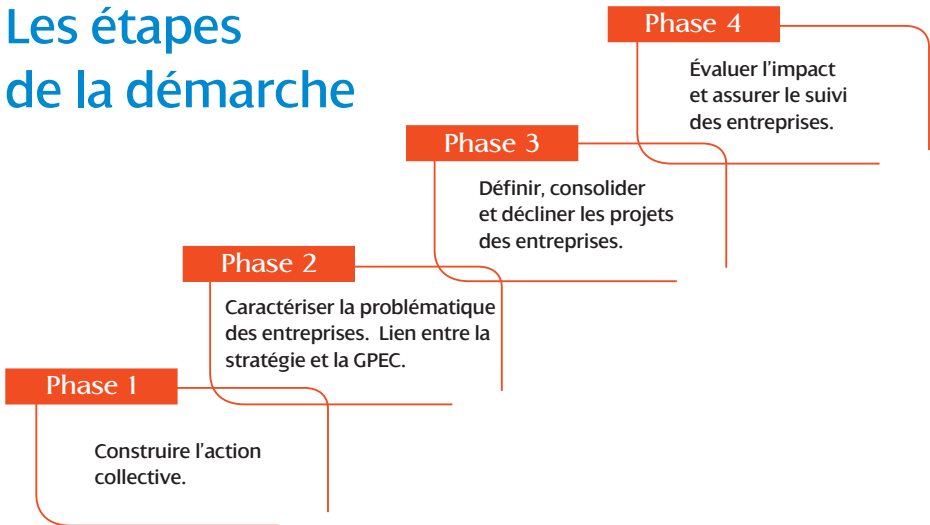 Les étapes
de la démarche
Phase 1
Construire l'action
collective.
Phase 2
Caractériser la problématique
des entreprises. Lien entre la
stratégie et la GPEC.
Phase 3
Définir, consolider
et décliner les projets
des entreprises.
Phase 4
Évaluer l'impact
et assurer le suivi
des entreprises.